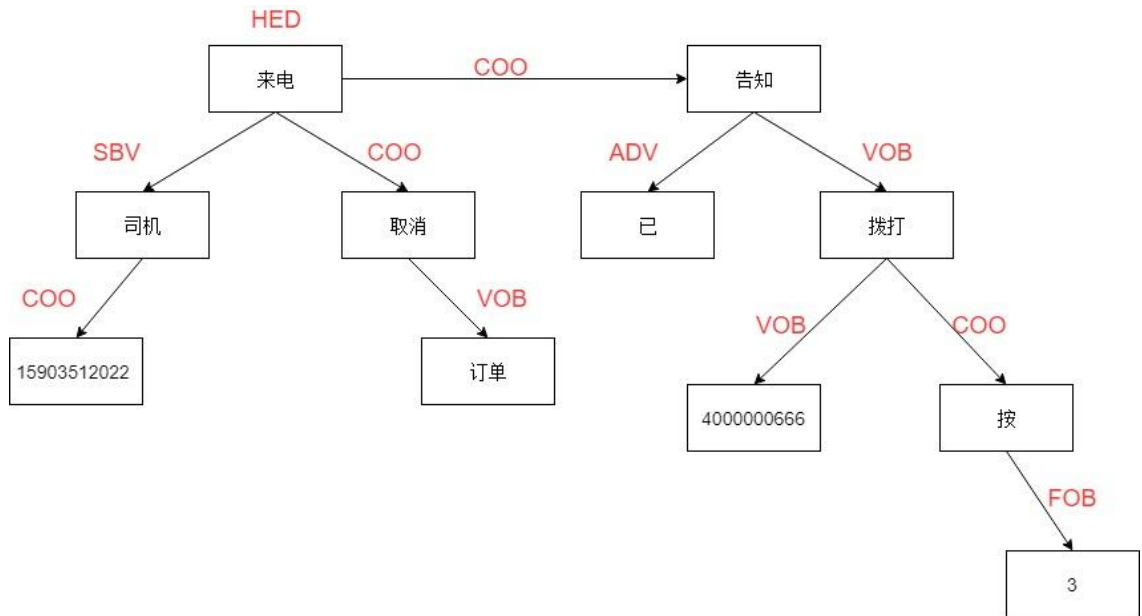 HED
来电
COO
告知
SBV
COO
ADV
VOB
司机
取消
已
拨打
COO
VOB
VOB
COO
15903512022
订单
4000000666
按
FOB
3